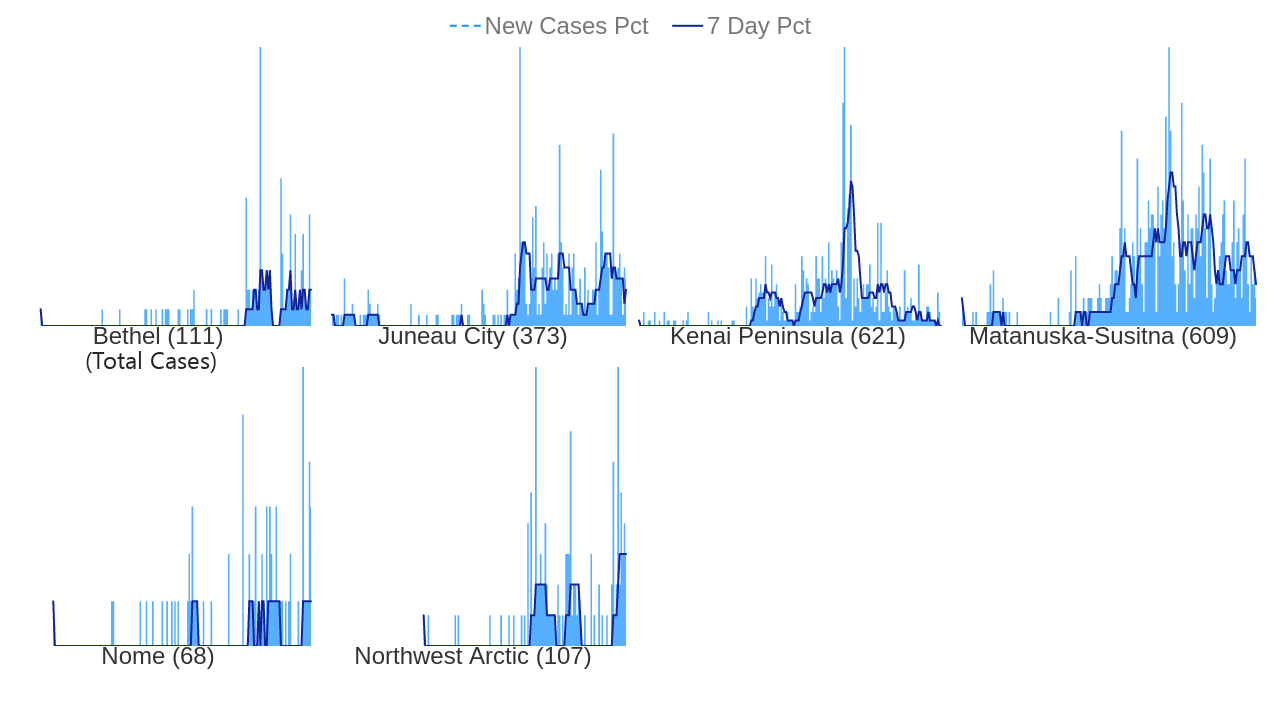 New Cases Pct 7 Day Pct
Bethel (111) Juneau City (373) Kenai Peninsula (621) Matanuska-Susitna (609)
(Total Cases)
Nome (68) Northwest Arctic (107)